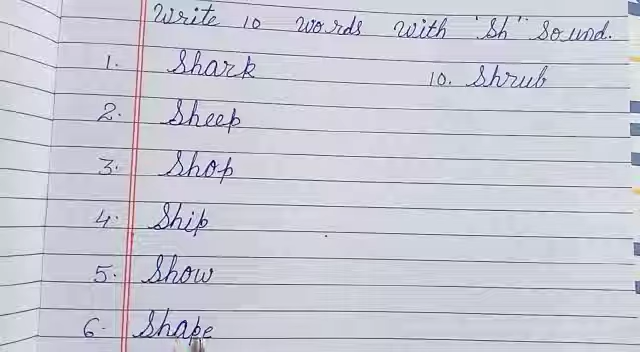 Write 10 words with "Sh" Sound.
1. Shark 10. Shrub
2. Sheep
3. Shop
4. Ship
5. Show
6. Shape